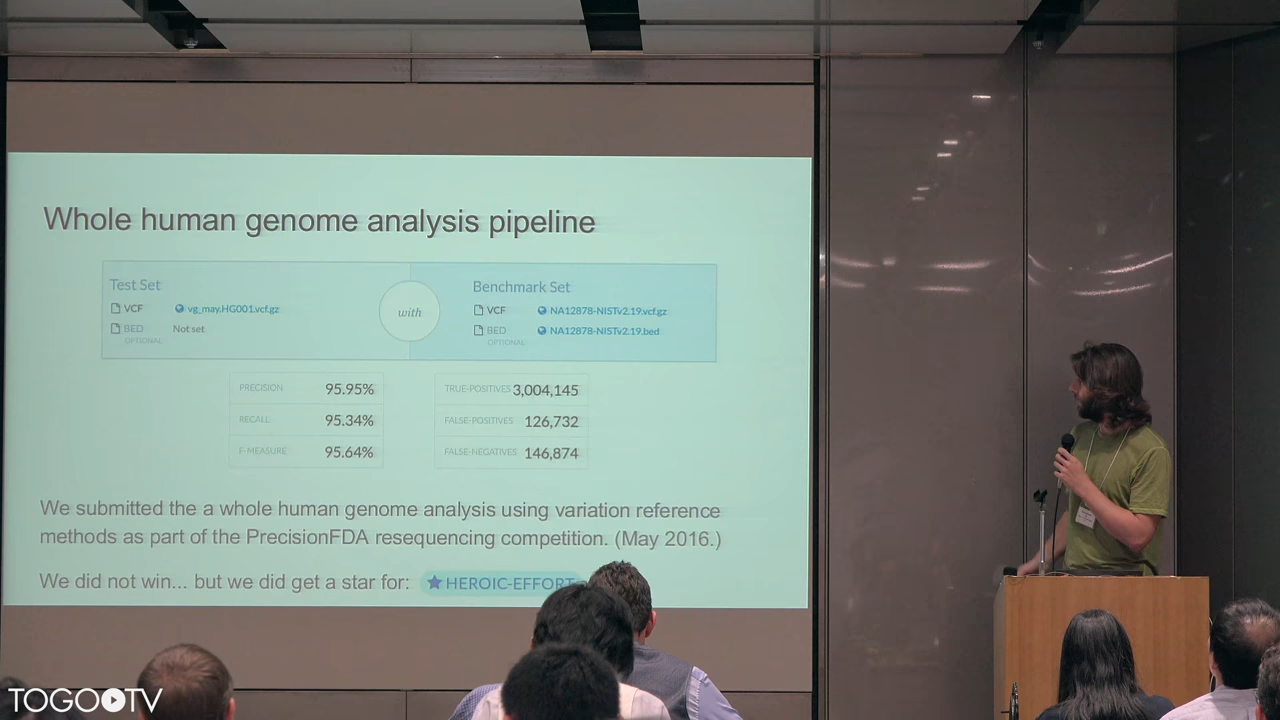 Whole human genome analysis pipeline
Test Set
VCF vg_may.HG001.vcf.gz
BED Not set
OPTIONAL
with
Benchmark Set
VCF NA12878-NISTv2.19.vcf.gz
BED NA12878-NISTv2.19.bed
OPTIONAL
PRECISION 95.95%
RECALL 95.34%
F-MEASURE 95.64%
TRUE-POSITIVES 3,004,145
FALSE-POSITIVES 126,732
FALSE-NEGATIVES 146,874
We submitted the a whole human genome analysis using variation reference
methods as part of the PrecisionFDA resequencing competition. (May 2016.)
We did not win... but we did get a star for: HEROIC-EFFORT
TOGOTV